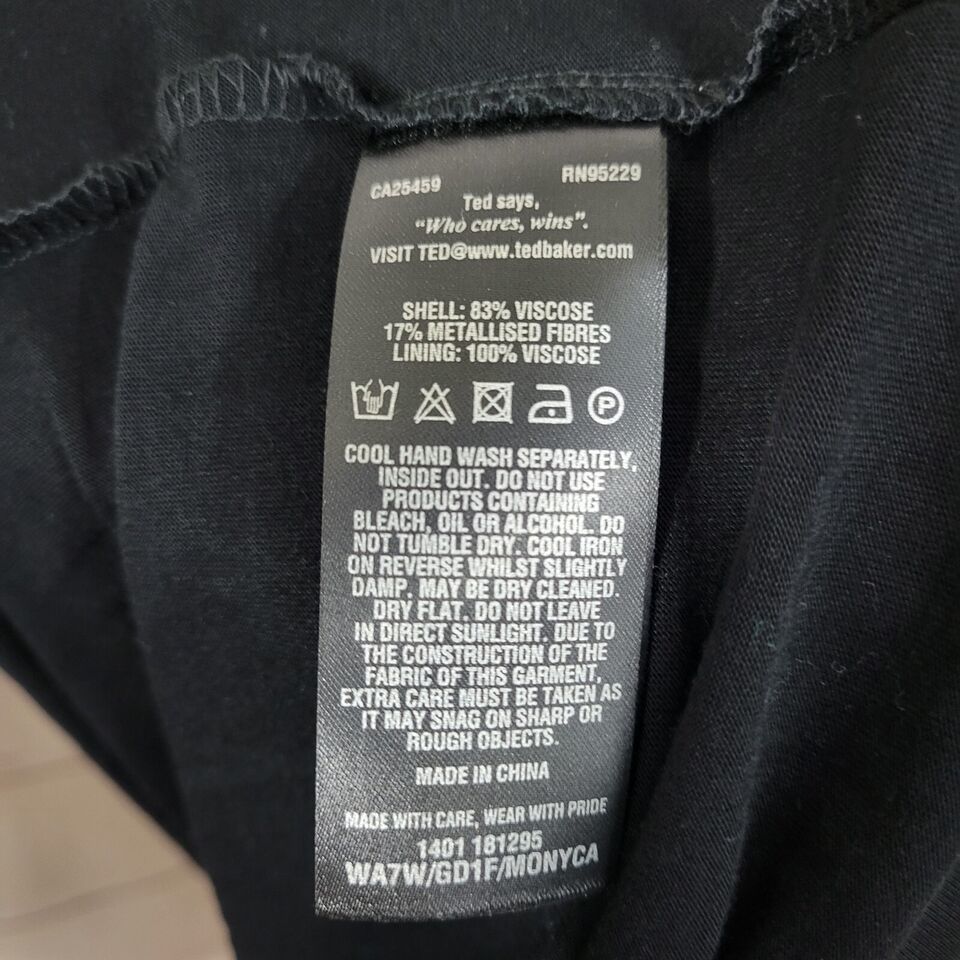 CA25459 RN95229
Ted says,
"Who cares, wins".
VISIT TED@www.tedbaker.com
SHELL: 83% VISCOSE
17% METALLISED FIBRES
LINING: 100% VISCOSE
P
COOL HAND WASH SEPARATELY,
INSIDE OUT. DO NOT USE
PRODUCTS CONTAINING
BLEACH, OIL OR ALCOHOL. DO
NOT TUMBLE DRY. COOL IRON
ON REVERSE WHILST SLIGHTLY
DAMP. MAY BE DRY CLEANED.
DRY FLAT. DO NOT LEAVE
IN DIRECT SUNLIGHT. DUE TO
THE CONSTRUCTION OF THE
FABRIC OF THIS GARMENT,
EXTRA CARE MUST BE TAKEN AS
IT MAY SNAG ON SHARP OR
ROUGH OBJECTS.
MADE IN CHINA
MADE WITH CARE, WEAR WITH PRIDE
1401 181295
WA7W/GD1F/MONYCA